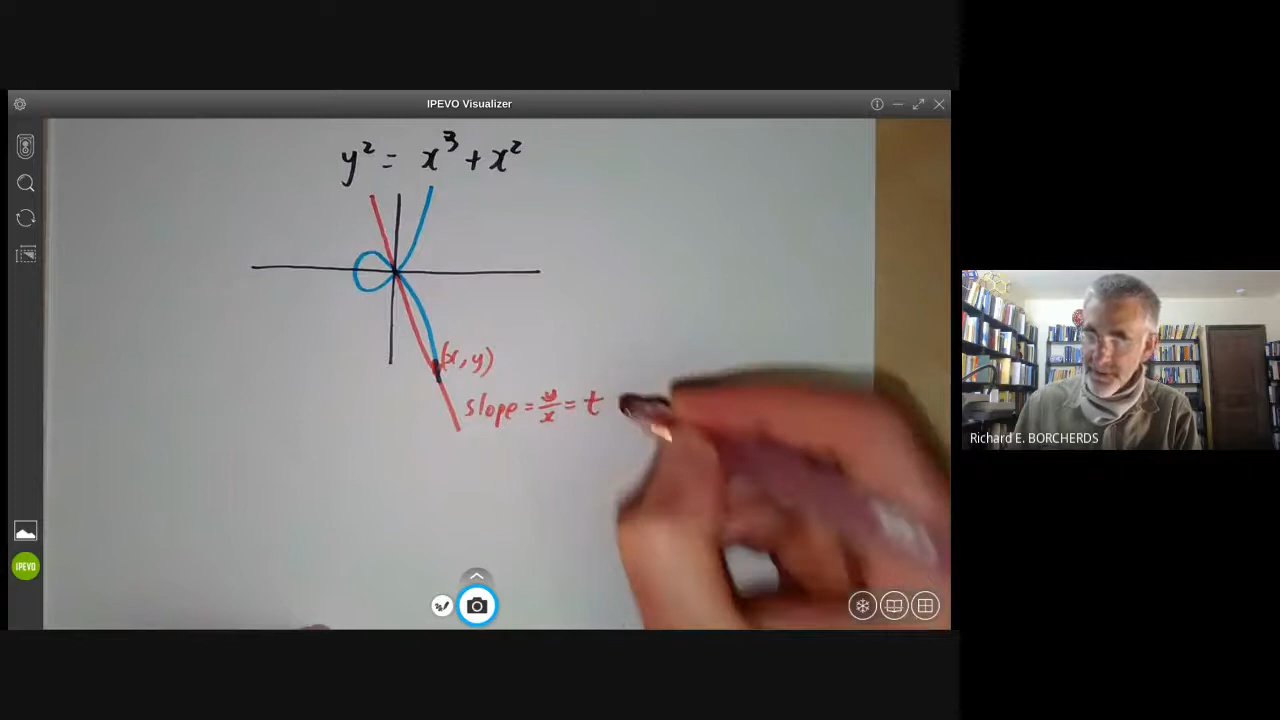 IPEVO Visualizer
y² = x³ + x²
(x, y)
slope = y/x = t
Richard E. BORCHERDS
IPEVO